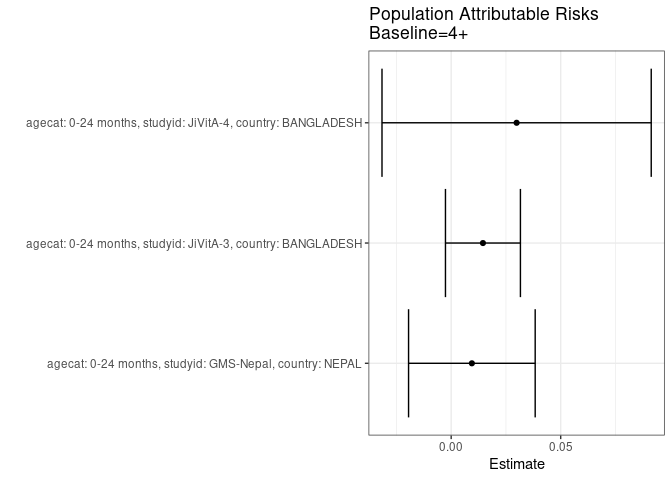 Population Attributable Risks
Baseline=4+
agecat: 0-24 months, studyid: JiVitA-4, country: BANGLADESH
agecat: 0-24 months, studyid: JiVitA-3, country: BANGLADESH
agecat: 0-24 months, studyid: GMS-Nepal, country: NEPAL
0.00 0.05
Estimate